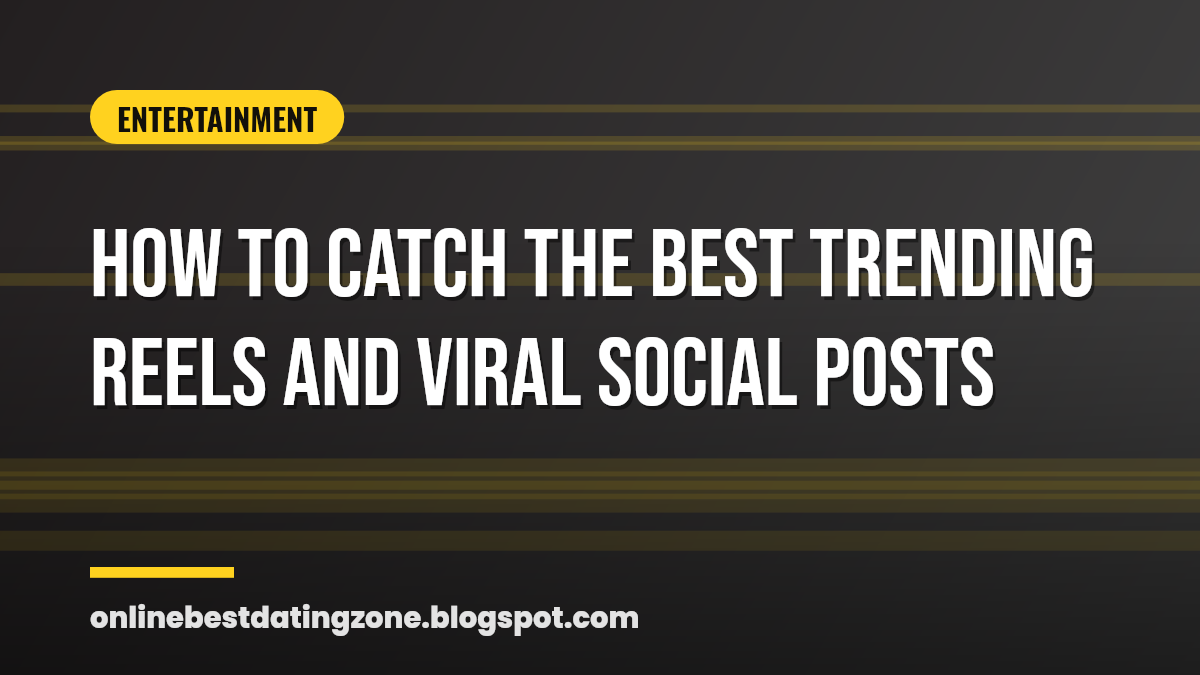 ENTERTAINMENT
HOW TO CATCH THE BEST TRENDING
REELS AND VIRAL SOCIAL POSTS
onlinebestdatingzone.blogspot.com